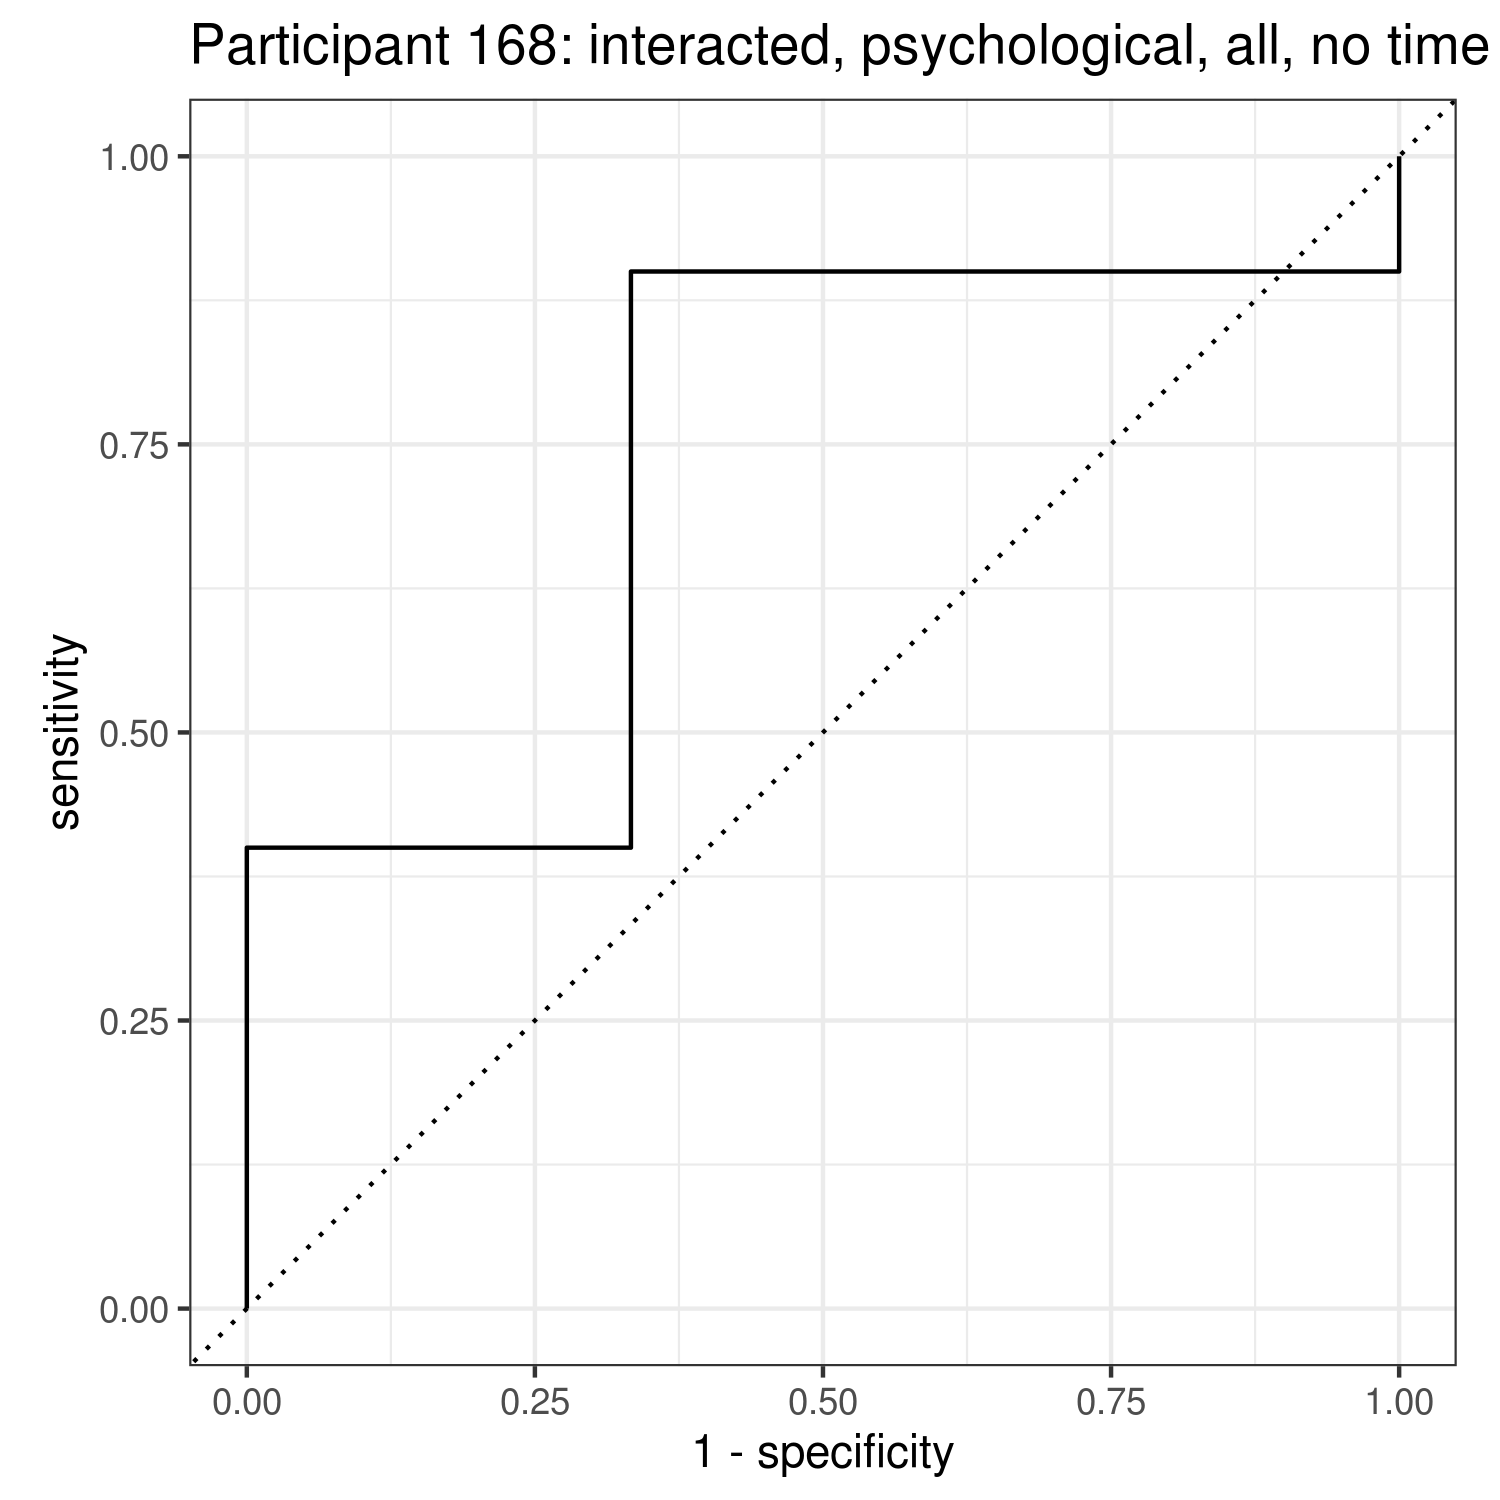 Participant 168: interacted, psychological, all, no time
1.00
0.75
0.50
0.25
0.00
sensitivity
0.00 0.25 0.50 0.75 1.00
1 - specificity